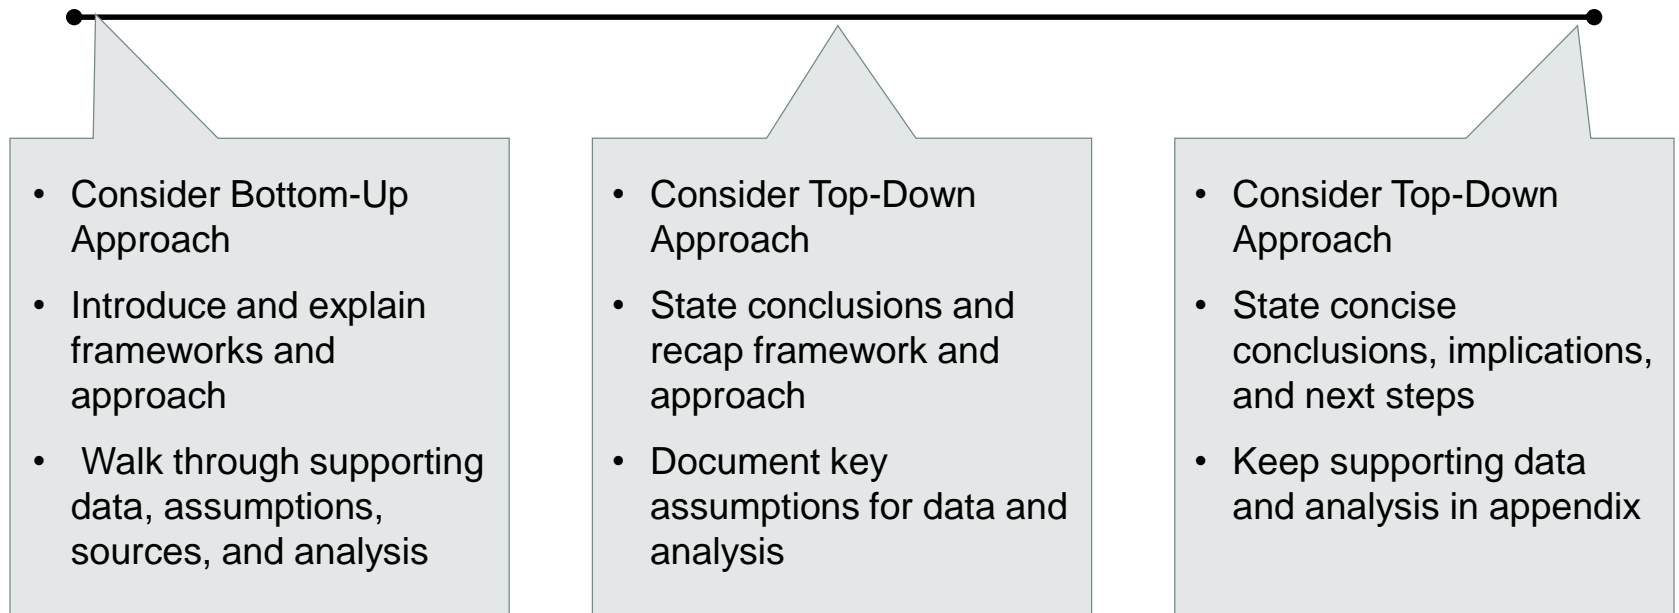 • Consider Bottom-Up
Approach
• Introduce and explain
frameworks and
approach
• Walk through supporting
data, assumptions,
sources, and analysis
• Consider Top-Down
Approach
• State conclusions and
recap framework and
approach
• Document key
assumptions for data and
analysis
• Consider Top-Down
Approach
• State concise
conclusions, implications,
and next steps
• Keep supporting data
and analysis in appendix